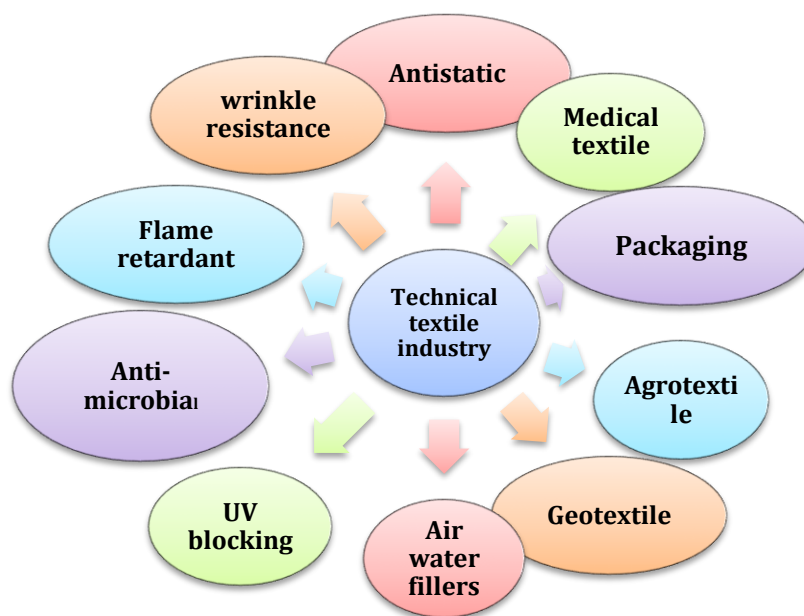 Antistatic
wrinkle
resistance
Medical
textile
Flame
retardant
Packaging
Technical
textile
industry
Anti-
microbial
Agrotexti
le
UV
blocking
Geotextile
Air
water
fillers